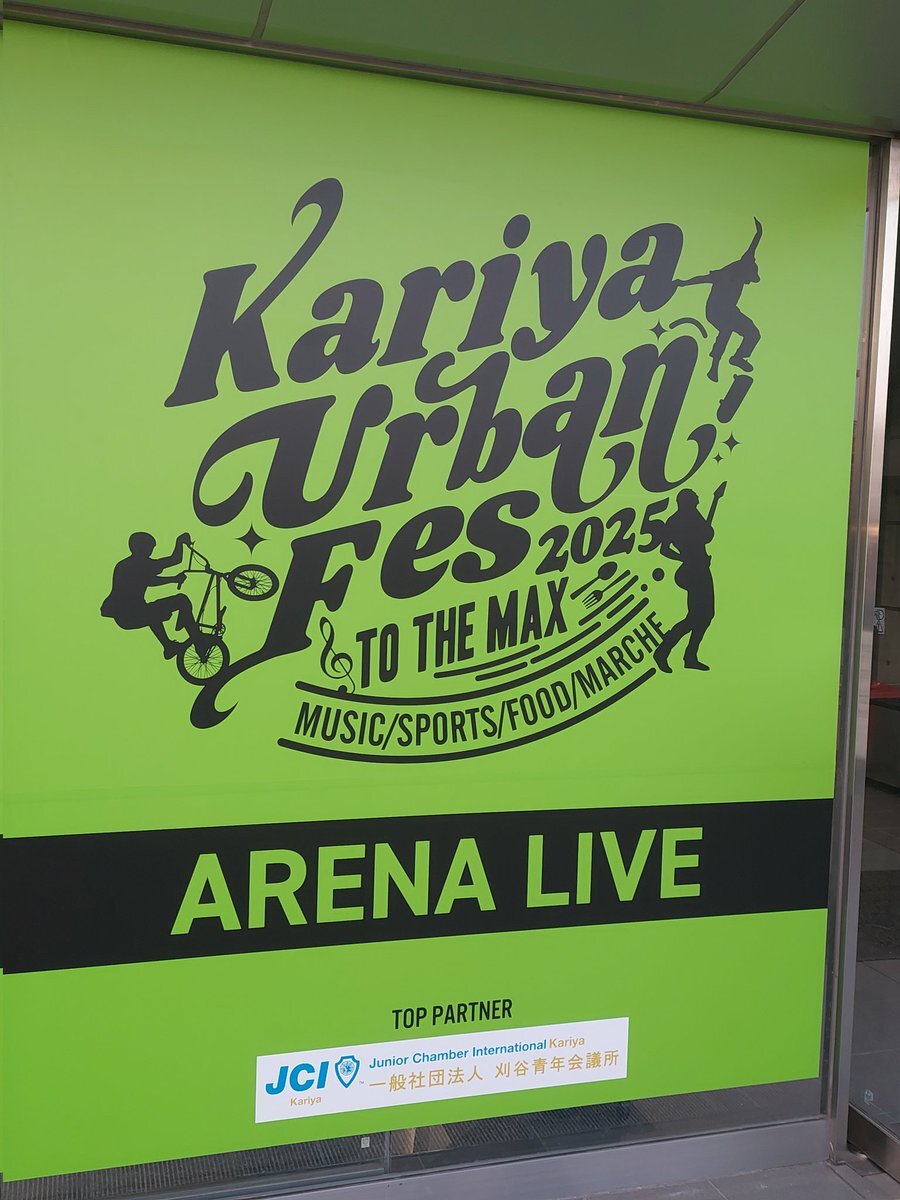 Kariya
Urban
Fes 2025
TO THE MAX
MUSIC/SPORTS/FOOD/MARCHE
ARENA LIVE
TOP PARTNER
JCI
Kariya
Junior Chamber International Kariya
一般社団法人 刈谷青年会議所